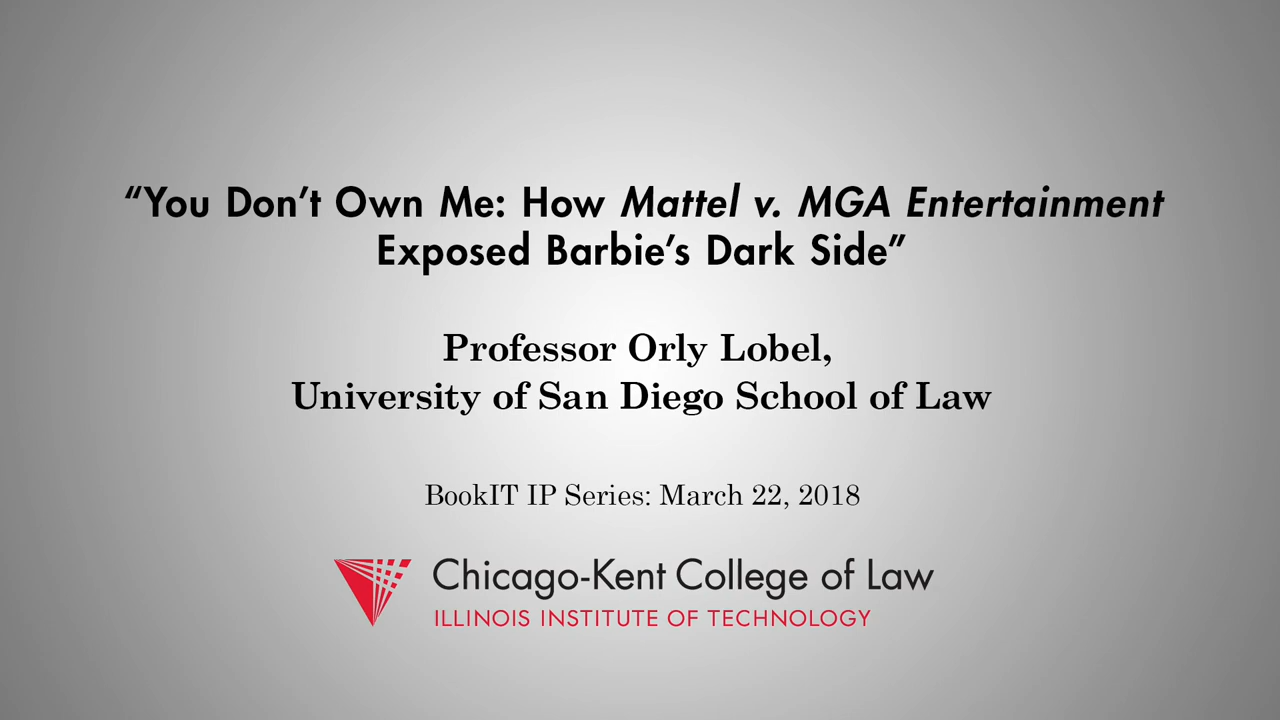 “You Don’t Own Me: How Mattel v. MGA Entertainment
Exposed Barbie’s Dark Side”
Professor Orly Lobel,
University of San Diego School of Law
BookIT IP Series: March 22, 2018
Chicago-Kent College of Law
ILLINOIS INSTITUTE OF TECHNOLOGY